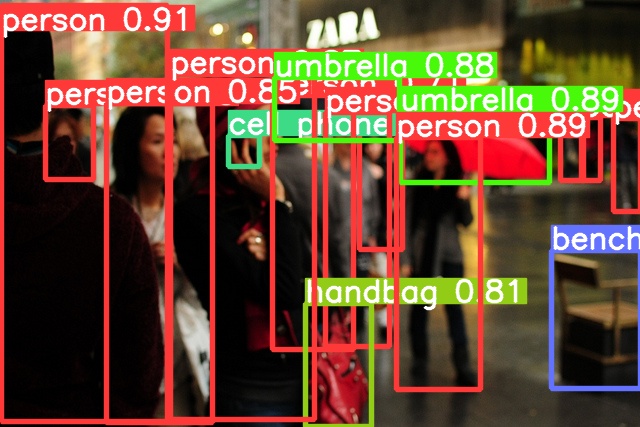 person 0.91
ZARA
person
umbrella 0.88
person 0.85
umbrella 0.89
cell phone
person 0.89
bench
handbag 0.81